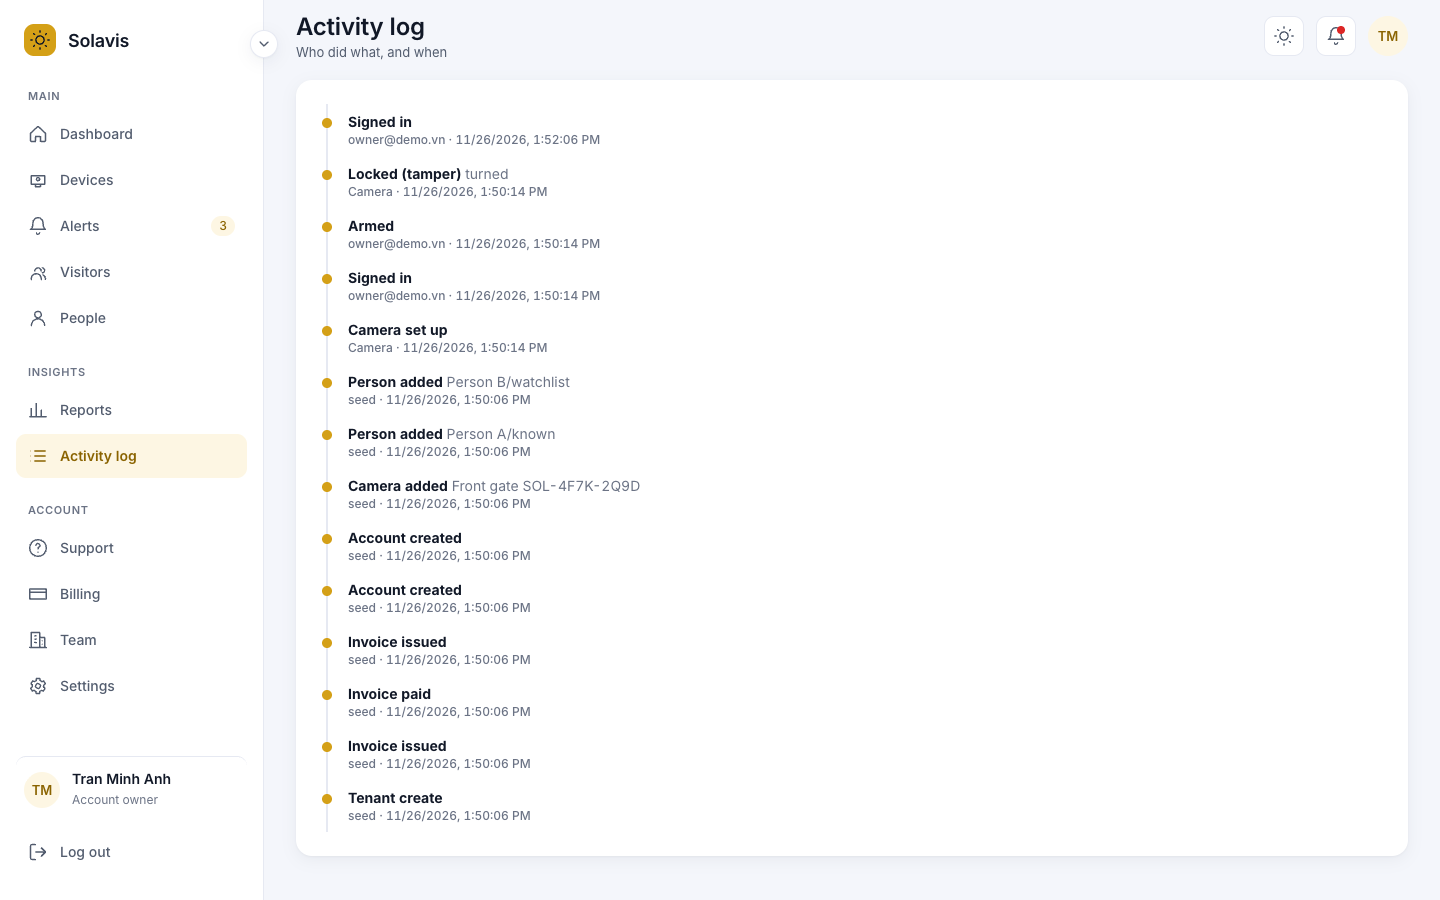 Solavis
MAIN
Dashboard
Devices
Alerts 3
Visitors
People
INSIGHTS
Reports
Activity log
ACCOUNT
Support
Billing
Team
Settings
TM
Tran Minh Anh
Account owner
Log out
Activity log
Who did what, and when
TM
Signed in
owner@demo.vn · 11/26/2026, 1:52:06 PM
Locked (tamper) turned
Camera · 11/26/2026, 1:50:14 PM
Armed
owner@demo.vn · 11/26/2026, 1:50:14 PM
Signed in
owner@demo.vn · 11/26/2026, 1:50:14 PM
Camera set up
Camera · 11/26/2026, 1:50:14 PM
Person added Person B/watchlist
seed · 11/26/2026, 1:50:06 PM
Person added Person A/known
seed · 11/26/2026, 1:50:06 PM
Camera added Front gate SOL-4F7K-2Q9D
seed · 11/26/2026, 1:50:06 PM
Account created
seed · 11/26/2026, 1:50:06 PM
Account created
seed · 11/26/2026, 1:50:06 PM
Invoice issued
seed · 11/26/2026, 1:50:06 PM
Invoice paid
seed · 11/26/2026, 1:50:06 PM
Invoice issued
seed · 11/26/2026, 1:50:06 PM
Tenant create
seed · 11/26/2026, 1:50:06 PM